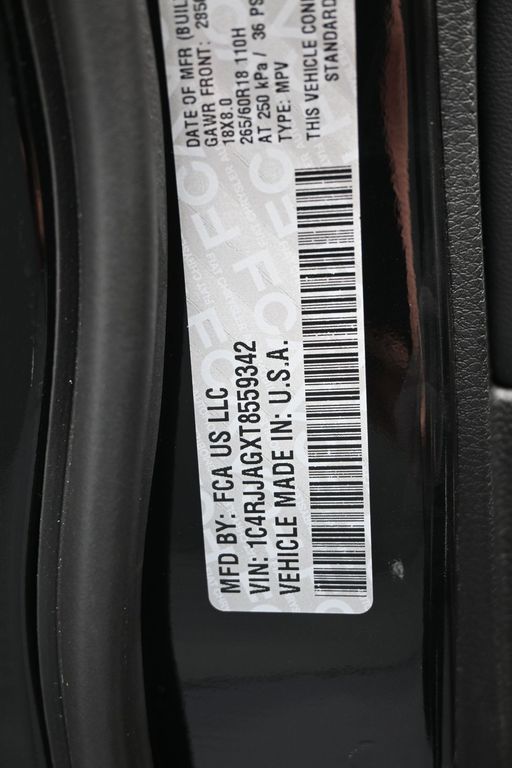 MFD BY: FCA US LLC
VIN: 1C4RJJAGXT8559342
VEHICLE MADE IN: U.S.A.
DATE OF MFR (BUIL
GAWR FRONT: 285
18X8.0
265/60R18 110H
AT 250 kPa / 36 PS
TYPE: MPV
THIS VEHICLE CON
STANDARD